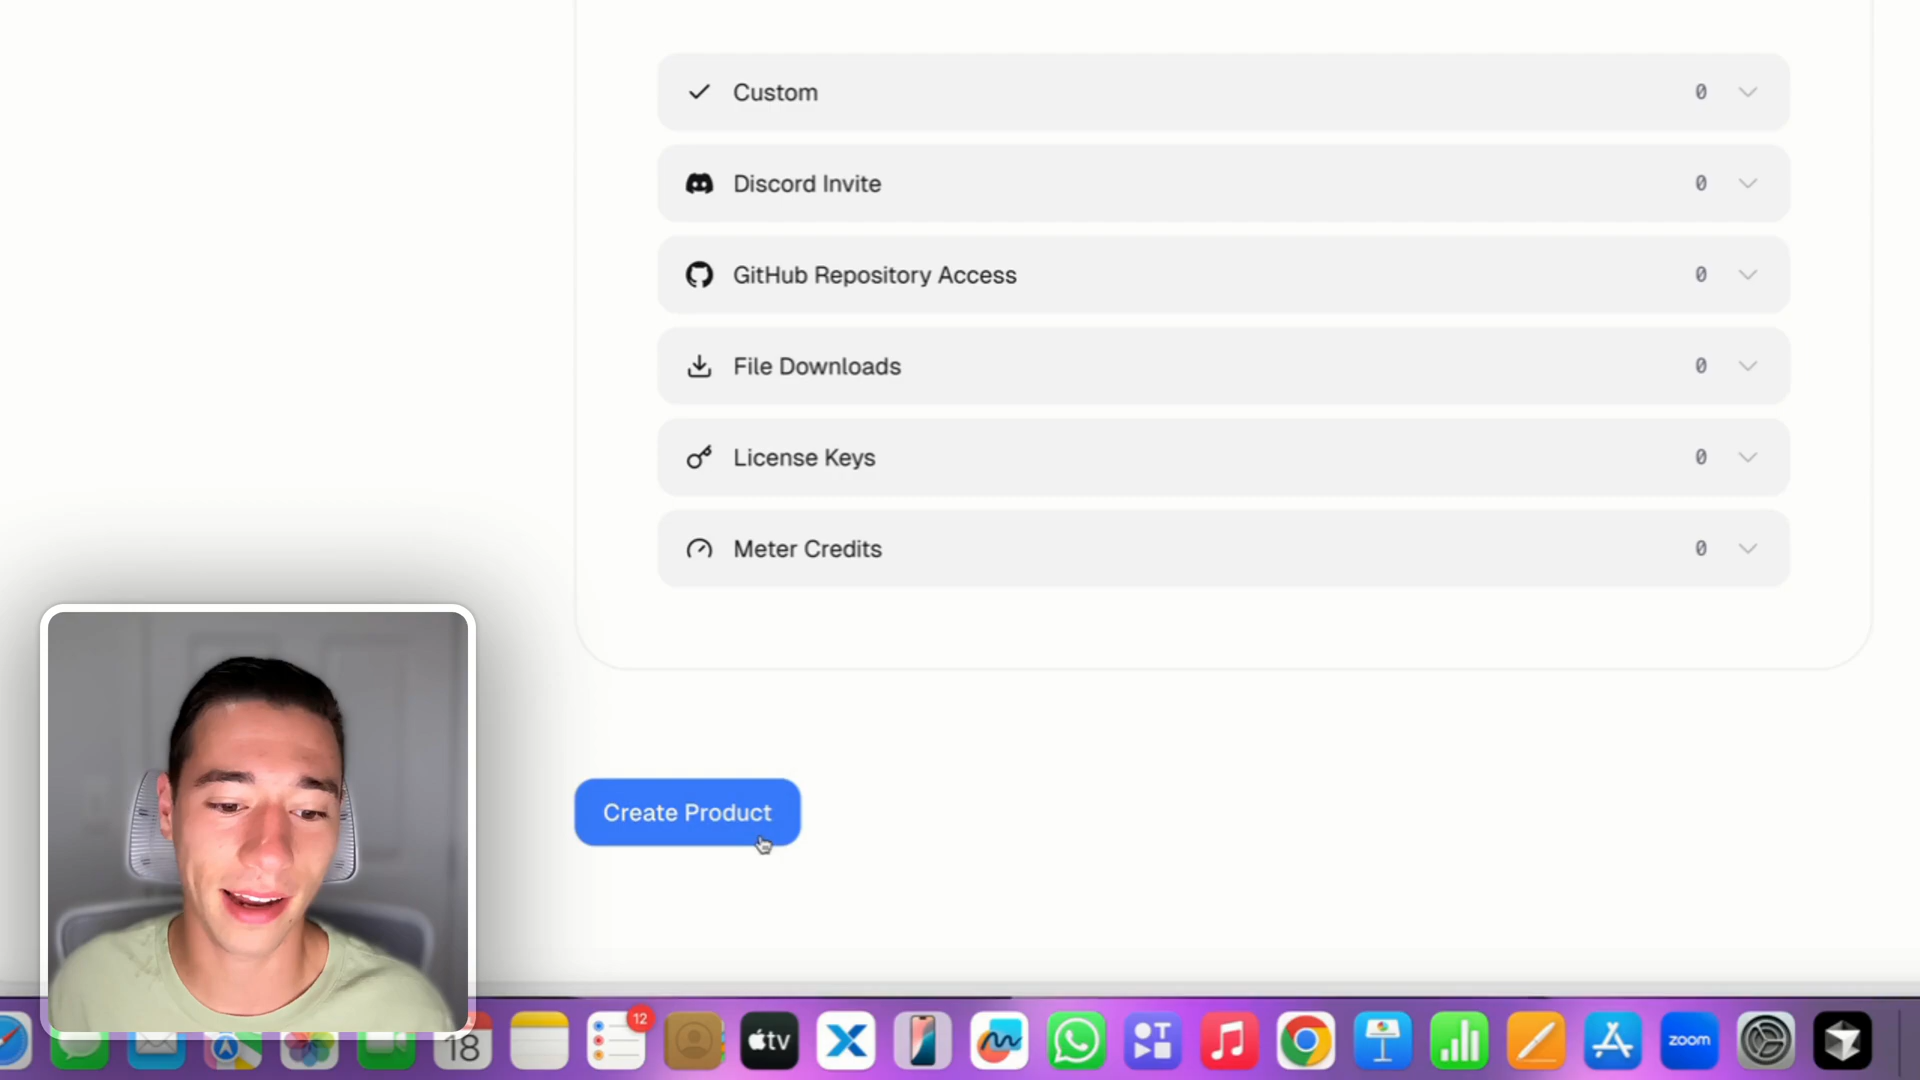 Custom 0
Discord Invite 0
GitHub Repository Access 0
File Downloads 0
License Keys 0
Meter Credits 0
Create Product
18
12
tv
zoom